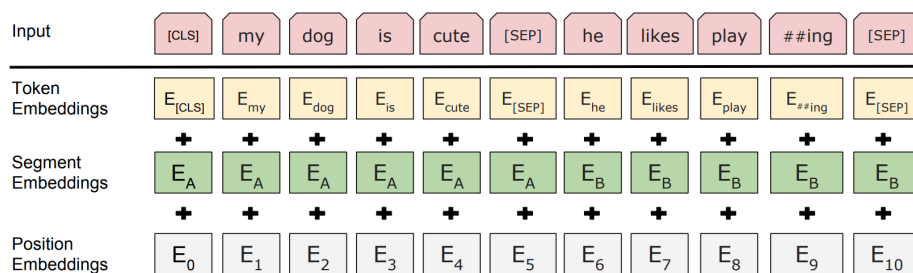 Input [CLS] my dog is cute [SEP] he likes play ##ing [SEP]
Token Embeddings E[CLS] Emy Edog Eis Ecute E[SEP] Ehe Elikes Eplay E##ing E[SEP]
+ + + + + + + + + + +
Segment Embeddings EA EA EA EA EA EA EB EB EB EB EB
+ + + + + + + + + + +
Position Embeddings E0 E1 E2 E3 E4 E5 E6 E7 E8 E9 E10